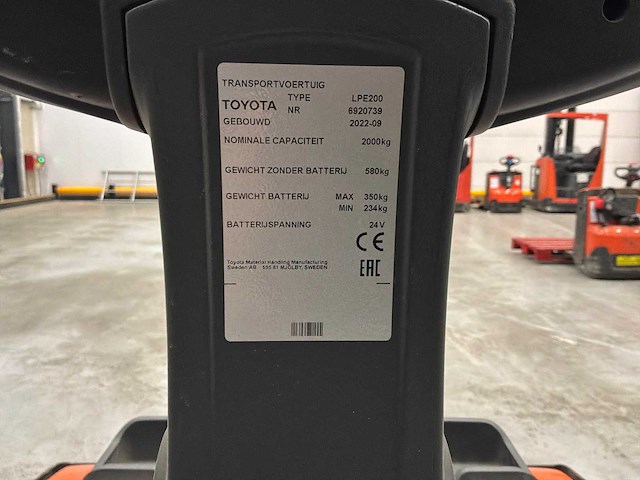 TRANSPORTVOERTUIG
TYPE LPE200
TOYOTA NR 6920739
GEBOUWD 2022-09
NOMINALE CAPACITEIT 2000kg
GEWICHT ZONDER BATTERIJ 580kg
GEWICHT BATTERIJ MAX 350kg
MIN 234kg
BATTERIJSPANNING 24V
CE
Toyota Material Handling Manufacturing
Sweden AB 595 81 MJÖLBY, SWEDEN
EAC